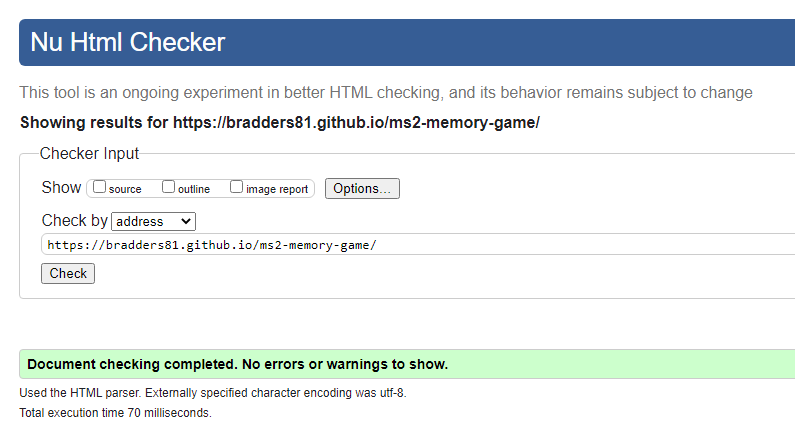 Nu Html Checker
This tool is an ongoing experiment in better HTML checking, and its behavior remains subject to change
Showing results for https://bradders81.github.io/ms2-memory-game/
Checker Input
Show source outline image report Options...
Check by address
https://bradders81.github.io/ms2-memory-game/
Check
Document checking completed. No errors or warnings to show.
Used the HTML parser. Externally specified character encoding was utf-8.
Total execution time 70 milliseconds.